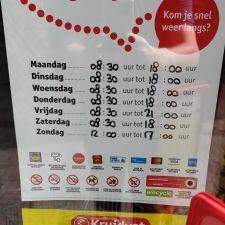 Kom je snel
weer langs?
Maandag 08:30 uur tot 18:00 uur
Dinsdag 08:30 uur tot 18:00 uur
Woensdag 08:30 uur tot 18:00 uur
Donderdag 08:30 uur tot 18:00 uur
Vrijdag 08:30 uur tot 21:00 uur
Zaterdag 08:30 uur tot 18:00 uur
Zondag 12:00 uur tot 17:00 uur
wecycle
Kruidvat